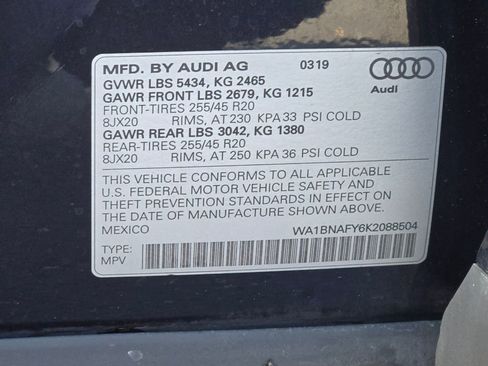 MFD. BY AUDI AG 0319
GVWR LBS 5434, KG 2465
GAWR FRONT LBS 2679, KG 1215
FRONT-TIRES 255/45 R20
8JX20 RIMS, AT 230 KPA 33 PSI COLD
GAWR REAR LBS 3042, KG 1380
REAR-TIRES 255/45 R20
8JX20 RIMS, AT 250 KPA 36 PSI COLD
Audi
THIS VEHICLE CONFORMS TO ALL APPLICABLE
U.S. FEDERAL MOTOR VEHICLE SAFETY AND
THEFT PREVENTION STANDARDS IN EFFECT ON
THE DATE OF MANUFACTURE SHOWN ABOVE.
MEXICO
WA1BNAFY6K2088504
TYPE:
MPV